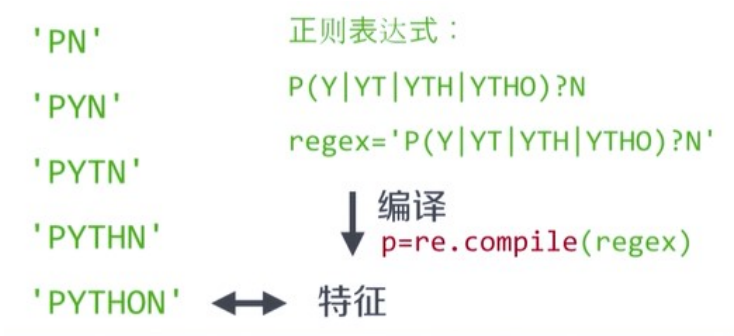 'PN'
'PYN'
'PYTN'
'PYTHN'
'PYTHON'
正则表达式：
P(Y|YT|YTH|YTHO)?N
regex='P(Y|YT|YTH|YTHO)?N'
编译
p=re.compile(regex)
特征